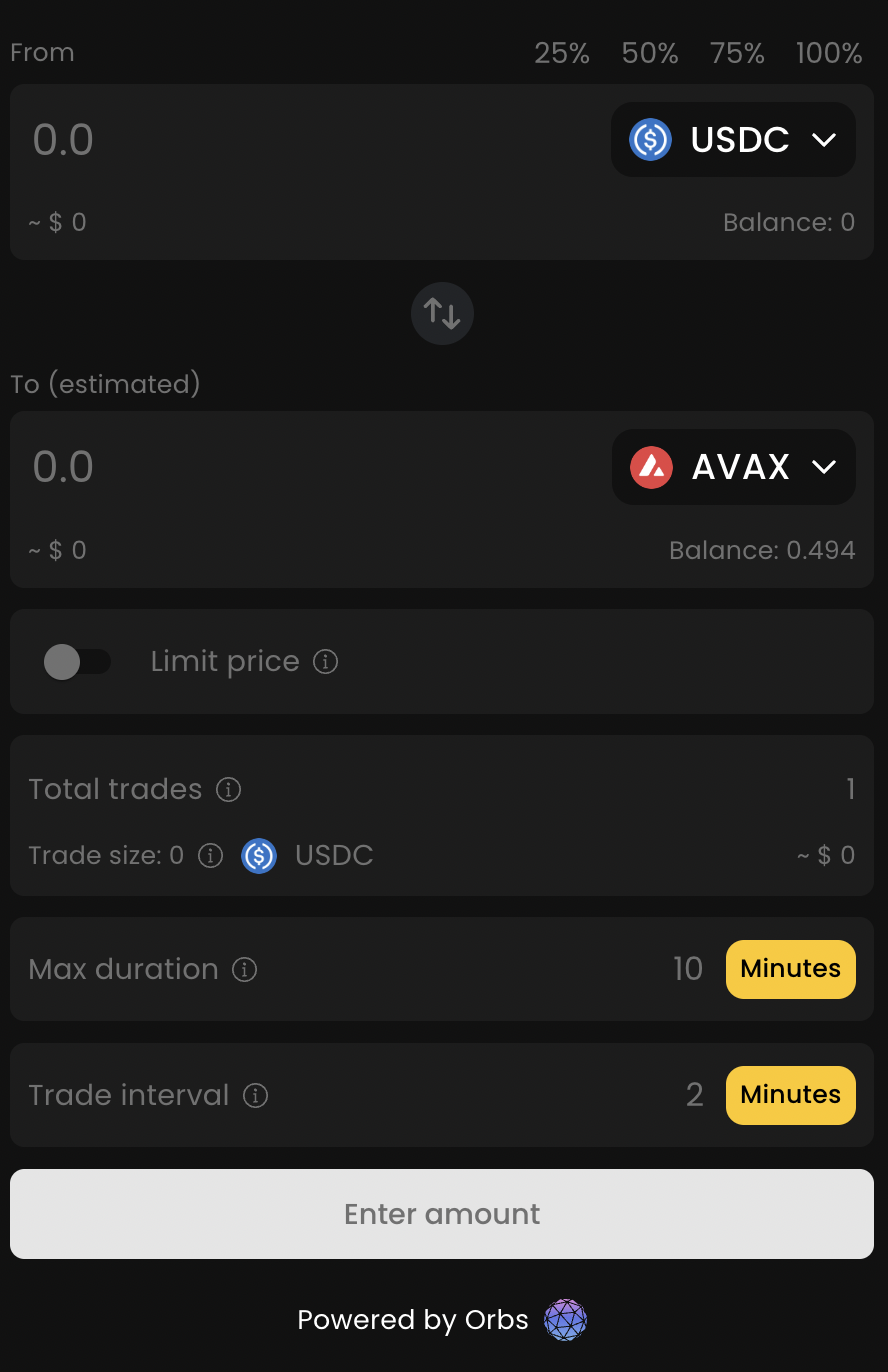 From 25% 50% 75% 100%
0.0 USDC
~ $ 0 Balance: 0
To (estimated)
0.0 AVAX
~ $ 0 Balance: 0.494
Limit price
Total trades 1
Trade size: 0 USDC ~ $ 0
Max duration 10 Minutes
Trade interval 2 Minutes
Enter amount
Powered by Orbs